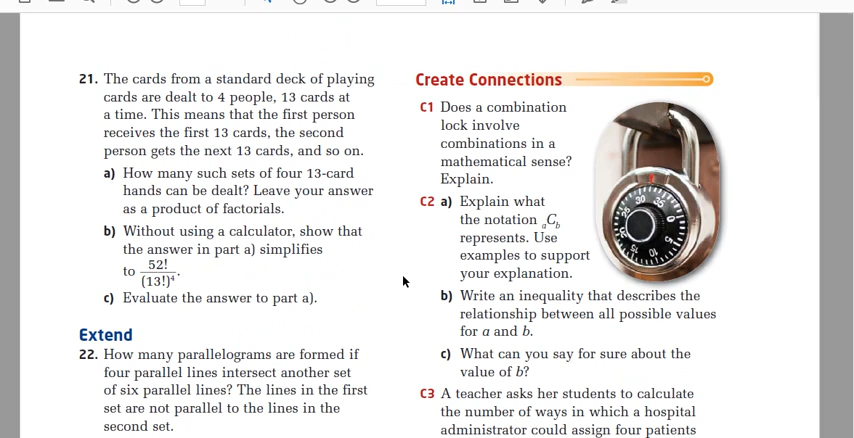 21. The cards from a standard deck of playing
cards are dealt to 4 people, 13 cards at
a time. This means that the first person
receives the first 13 cards, the second
person gets the next 13 cards, and so on.
a) How many such sets of four 13-card
hands can be dealt? Leave your answer
as a product of factorials.
b) Without using a calculator, show that
the answer in part a) simplifies
to 52!/(13!)⁴.
c) Evaluate the answer to part a).
Extend
22. How many parallelograms are formed if
four parallel lines intersect another set
of six parallel lines? The lines in the first
set are not parallel to the lines in the
second set.
Create Connections
C1 Does a combination
lock involve
combinations in a
mathematical sense?
Explain.
C2 a) Explain what
the notation ₐC_b
represents. Use
examples to support
your explanation.
b) Write an inequality that describes the
relationship between all possible values
for a and b.
c) What can you say for sure about the
value of b?
C3 A teacher asks her students to calculate
the number of ways in which a hospital
administrator could assign four patients
30 35 0 5 10 15 20 25